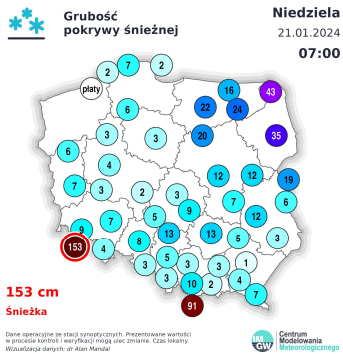 Grubość
pokrywy śnieżnej
Niedziela
21.01.2024
07:00
2 7 2
płaty 16 43
6 22 24
3 3 20 35
6 4
7 3 2 3 12 12 19
9 7 6
5 12
9 7 13 13
153 4 8 5 3
3 5 3 3 1
3 10 2 4
7
91
153 cm
Śnieżka
Dane operacyjne ze stacji synoptycznych. Prezentowane wartości
w procesie kontroli i weryfikacji mogą ulec zmianie. Czas lokalny.
Wizualizacja danych: dr Alan Mandal
IM
GW
Centrum
Modelowania
Meteorologicznego